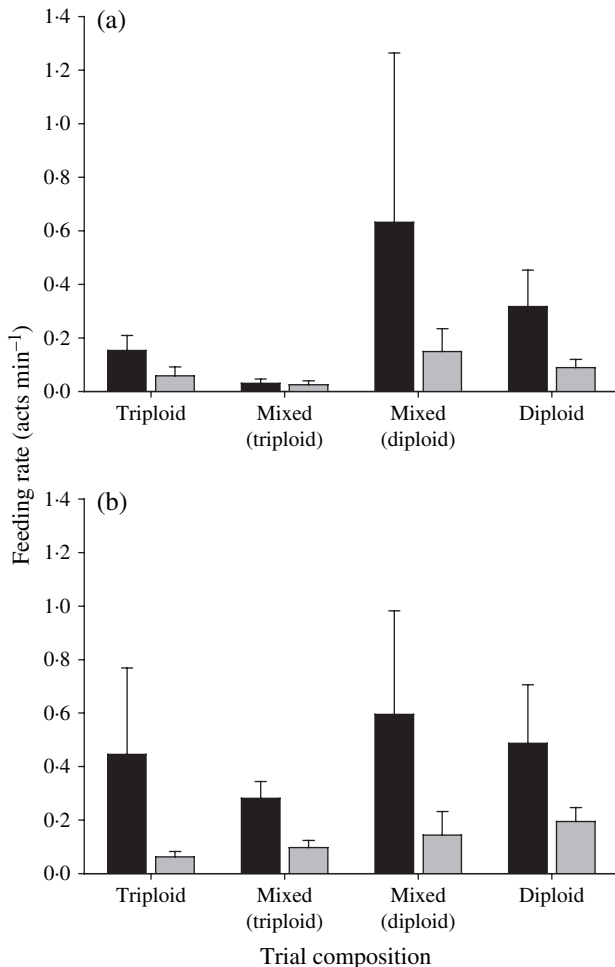 (a)
1·4
1·2
1·0
0·8
0·6
0·4
0·2
0·0
Triploid
Mixed
(triploid)
Mixed
(diploid)
Diploid
Feeding rate (acts min⁻¹)
(b)
1·4
1·2
1·0
0·8
0·6
0·4
0·2
0·0
Triploid
Mixed
(triploid)
Mixed
(diploid)
Diploid
Trial composition